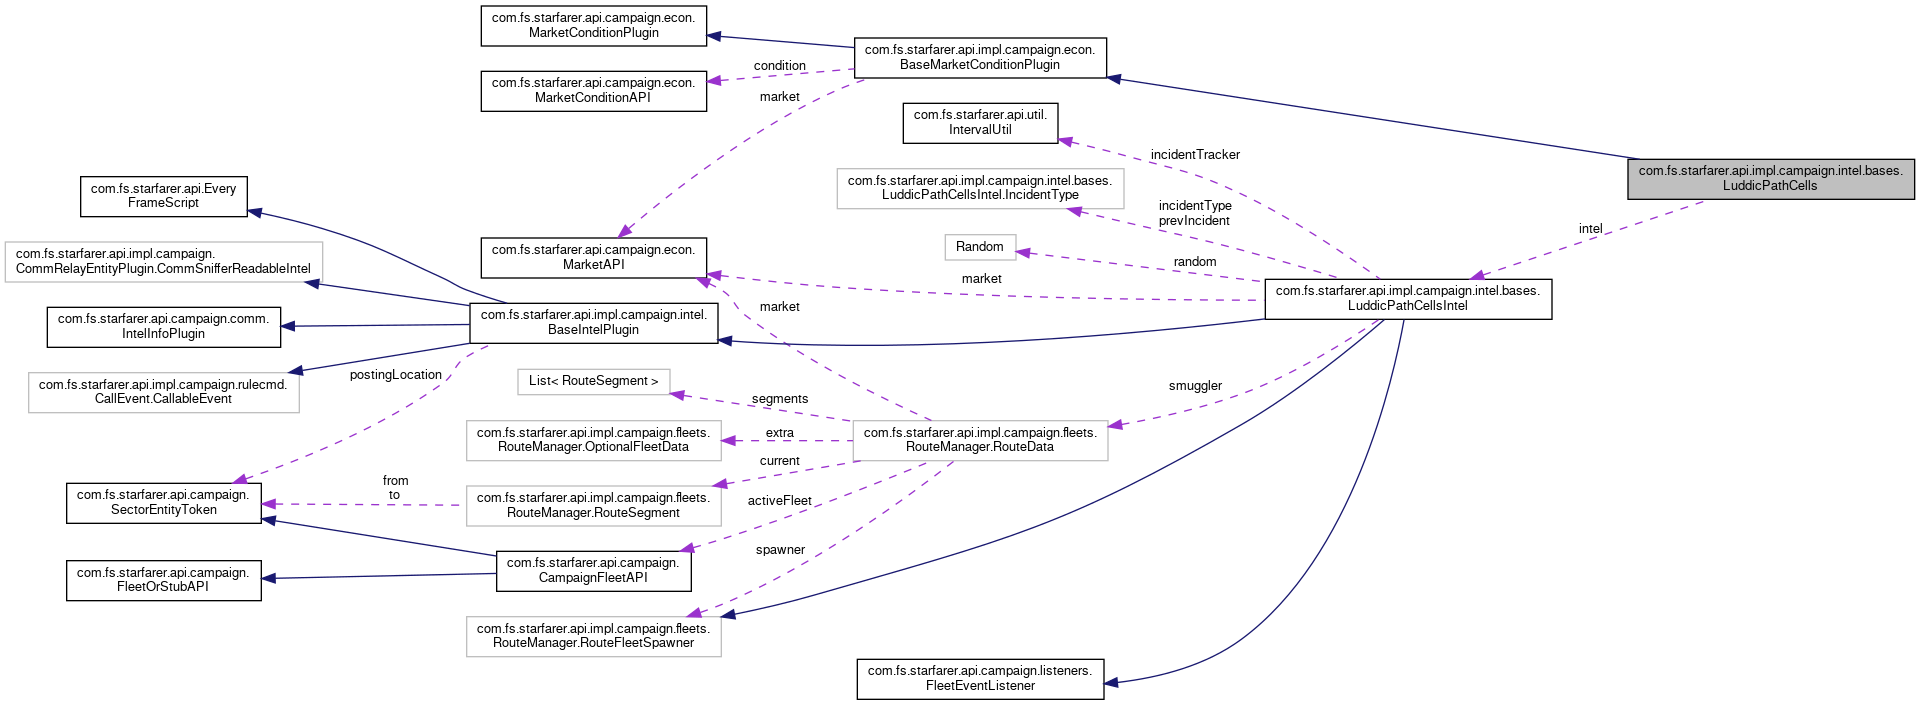 com.fs.starfarer.api.campaign.econ.
MarketConditionPlugin
com.fs.starfarer.api.impl.campaign.econ.
BaseMarketConditionPlugin
condition
com.fs.starfarer.api.campaign.econ.
MarketConditionAPI
market
com.fs.starfarer.api.util.
IntervalUtil
incidentTracker
com.fs.starfarer.api.impl.campaign.intel.bases.
LuddicPathCells
com.fs.starfarer.api.impl.campaign.intel.bases.
LuddicPathCellsIntel.IncidentType
com.fs.starfarer.api.Every
FrameScript
incidentType
prevIncident
intel
com.fs.starfarer.api.impl.campaign.
CommRelayEntityPlugin.CommSnifferReadableIntel
com.fs.starfarer.api.campaign.econ.
MarketAPI
Random
random
market
com.fs.starfarer.api.impl.campaign.intel.bases.
LuddicPathCellsIntel
com.fs.starfarer.api.campaign.comm.
IntelInfoPlugin
com.fs.starfarer.api.impl.campaign.intel.
BaseIntelPlugin
market
com.fs.starfarer.api.impl.campaign.rulecmd.
CallEvent.CallableEvent
postingLocation
List< RouteSegment >
segments
smuggler
com.fs.starfarer.api.impl.campaign.fleets.
RouteManager.OptionalFleetData
extra
com.fs.starfarer.api.impl.campaign.fleets.
RouteManager.RouteData
current
com.fs.starfarer.api.campaign.
SectorEntityToken
from
to
com.fs.starfarer.api.impl.campaign.fleets.
RouteManager.RouteSegment
activeFleet
com.fs.starfarer.api.campaign.
FleetOrStubAPI
com.fs.starfarer.api.campaign.
CampaignFleetAPI
spawner
com.fs.starfarer.api.impl.campaign.fleets.
RouteManager.RouteFleetSpawner
com.fs.starfarer.api.campaign.listeners.
FleetEventListener